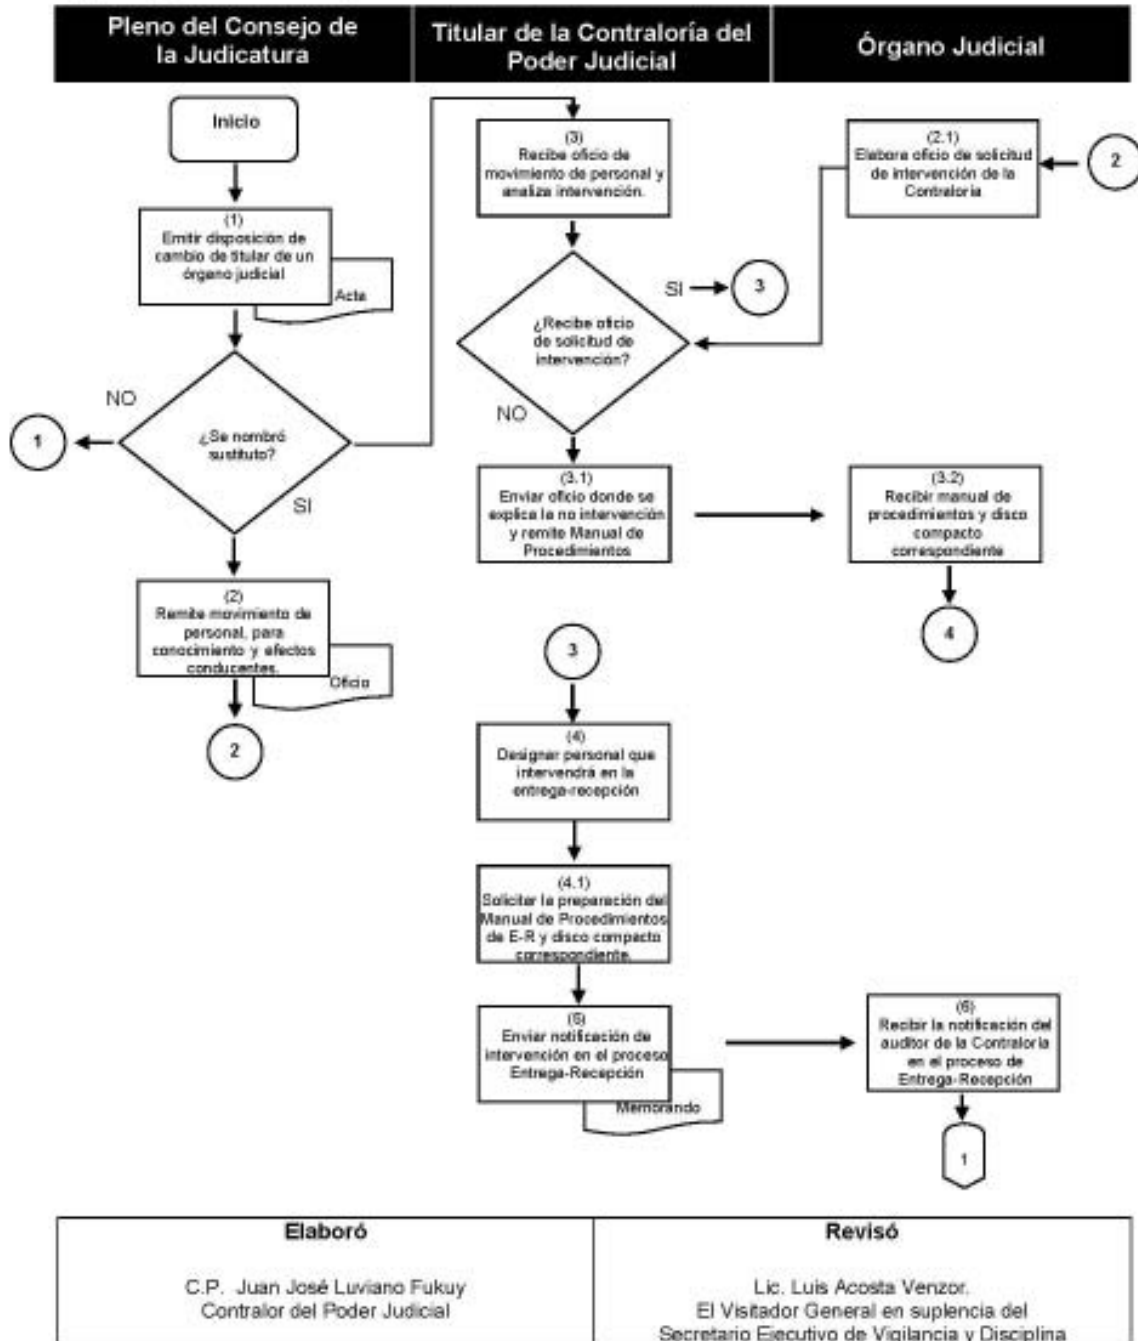 Pleno del Consejo de
la Judicatura
Titular de la Contraloría del
Poder Judicial
Órgano Judicial
Inicio
(1)
Emitir disposición de
cambio de titular de un
órgano judicial
Acta
¿Se nombró
sustituto?
NO
1
SI
(2)
Remite movimiento de
personal, para
conocimiento y efectos
conducentes.
Oficio
2
(3)
Recibe oficio de
movimiento de personal y
analiza intervención.
¿Recibe oficio
de solicitud de
intervención?
SI
3
NO
(3.1)
Enviar oficio donde se
explica la no intervención
y remite Manual de
Procedimientos
3
(4)
Designar personal que
intervendrá en la
entrega-recepción
(4.1)
Solicitar la preparación del
Manual de Procedimientos
de E-R y disco compacto
correspondiente.
(5)
Enviar notificación de
intervención en el proceso
Entrega-Recepción
Memorando
(2.1)
Elabora oficio de solicitud
de intervención de la
Contraloría
2
(3.2)
Recibir manual de
procedimientos y disco
compacto
correspondiente
4
(6)
Recibir la notificación del
auditor de la Contraloría
en el proceso de
Entrega-Recepción
1
Elaboró
C.P. Juan José Luviano Fukuy
Contralor del Poder Judicial
Revisó
Lic. Luis Acosta Venzor.
El Visitador General en suplencia del
Secretario Ejecutivo de Vigilancia y Disciplina